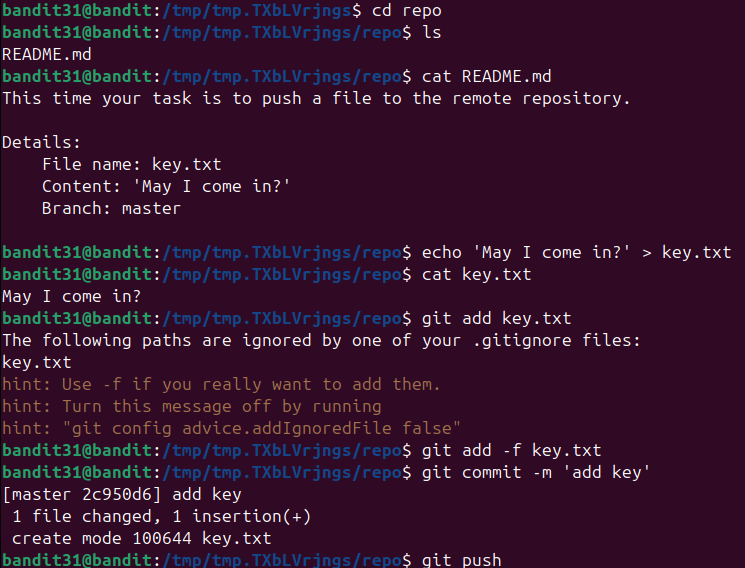 bandit31@bandit:/tmp/tmp.TXbLVrjngs$ cd repo
bandit31@bandit:/tmp/tmp.TXbLVrjngs/repo$ ls
README.md
bandit31@bandit:/tmp/tmp.TXbLVrjngs/repo$ cat README.md
This time your task is to push a file to the remote repository.

Details:
    File name: key.txt
    Content: 'May I come in?'
    Branch: master

bandit31@bandit:/tmp/tmp.TXbLVrjngs/repo$ echo 'May I come in?' > key.txt
bandit31@bandit:/tmp/tmp.TXbLVrjngs/repo$ cat key.txt
May I come in?
bandit31@bandit:/tmp/tmp.TXbLVrjngs/repo$ git add key.txt
The following paths are ignored by one of your .gitignore files:
key.txt
hint: Use -f if you really want to add them.
hint: Turn this message off by running
hint: "git config advice.addIgnoredFile false"
bandit31@bandit:/tmp/tmp.TXbLVrjngs/repo$ git add -f key.txt
bandit31@bandit:/tmp/tmp.TXbLVrjngs/repo$ git commit -m 'add key'
[master 2c950d6] add key
 1 file changed, 1 insertion(+)
 create mode 100644 key.txt
bandit31@bandit:/tmp/tmp.TXbLVrjngs/repo$ git push